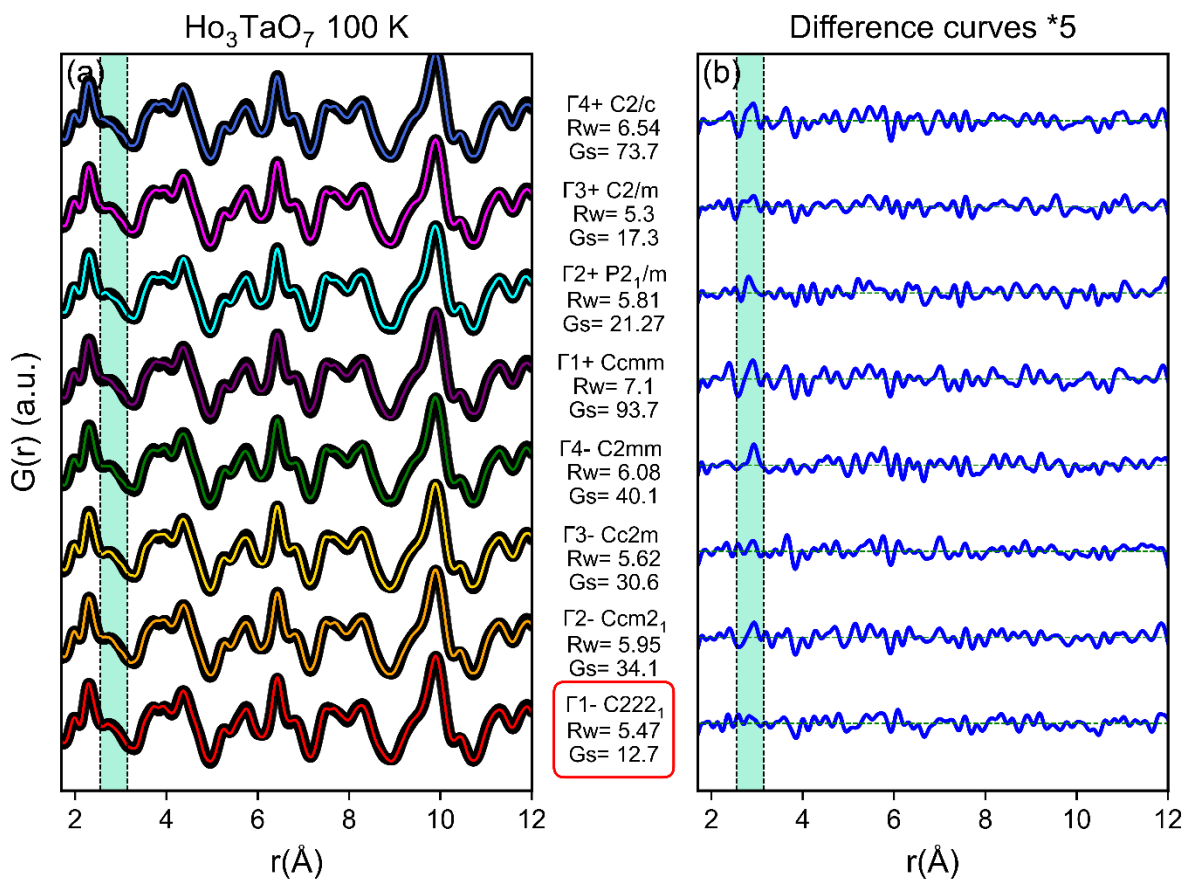 Ho₃TaO₇ 100 K
Difference curves *5
(a)
(b)
Γ4+ C2/c
Rw= 6.54
Gs= 73.7
Γ3+ C2/m
Rw= 5.3
Gs= 17.3
Γ2+ P2₁/m
Rw= 5.81
Gs= 21.27
Γ1+ Ccmm
Rw= 7.1
Gs= 93.7
Γ4- C2mm
Rw= 6.08
Gs= 40.1
Γ3- Cc2m
Rw= 5.62
Gs= 30.6
Γ2- Ccm2₁
Rw= 5.95
Gs= 34.1
Γ1- C222₁
Rw= 5.47
Gs= 12.7
G(r) (a.u.)
2 4 6 8 10 12
2 4 6 8 10 12
r(Å)
r(Å)